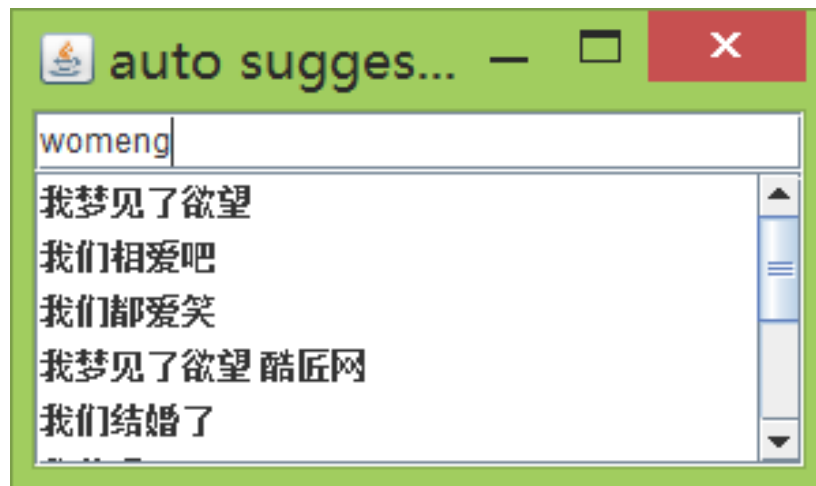 auto sugges...
womeng
我梦见了欲望
我们相爱吧
我们都爱笑
我梦见了欲望 酷匠网
我们结婚了